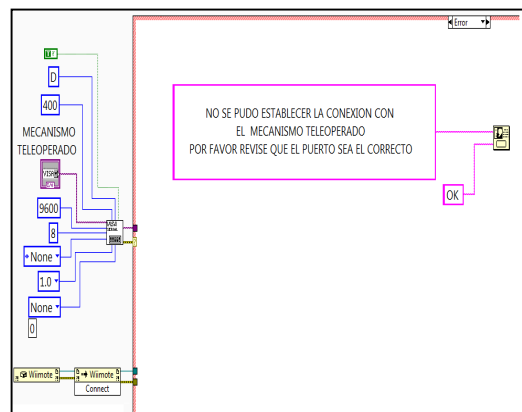 Error
D
400
MECANISMO
TELEOPERADO
VISA
9600
8
None
1.0
None
0
NO SE PUDO ESTABLECER LA CONEXION CON
EL MECANISMO TELEOPERADO
POR FAVOR REVISE QUE EL PUERTO SEA EL CORRECTO
OK
Wiimote
Wiimote
Connect